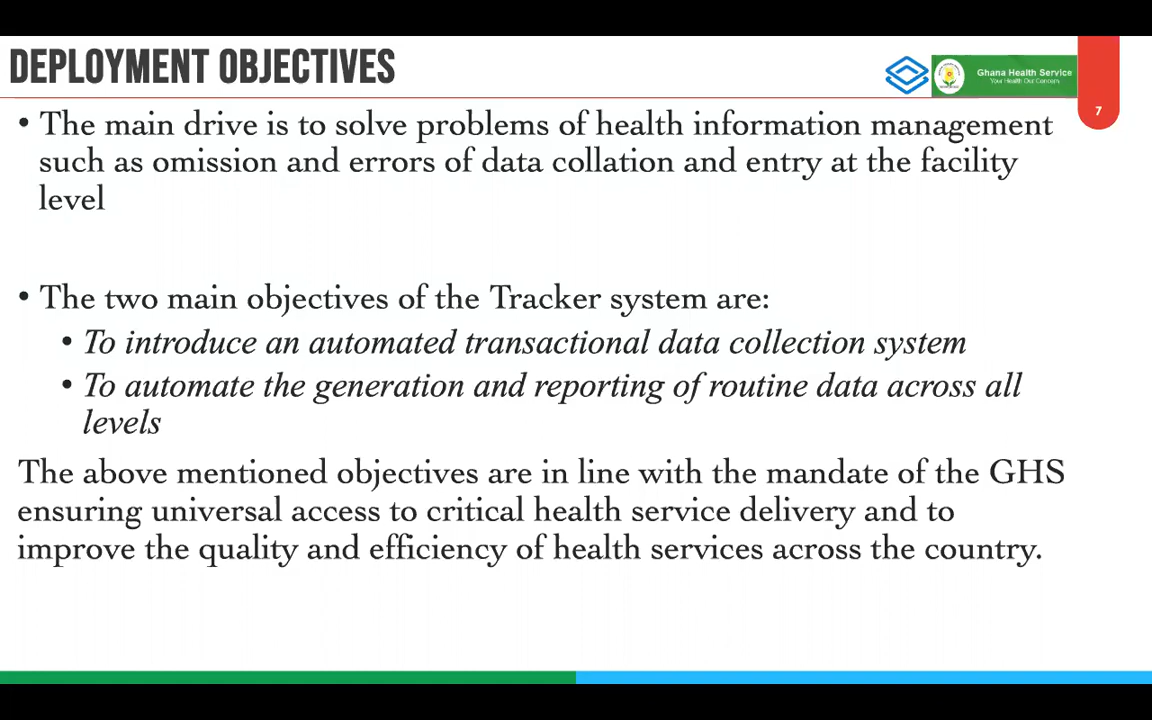 DEPLOYMENT OBJECTIVES
Ghana Health Service
Your Health Our Concern
7
• The main drive is to solve problems of health information management
such as omission and errors of data collation and entry at the facility
level
• The two main objectives of the Tracker system are:
• To introduce an automated transactional data collection system
• To automate the generation and reporting of routine data across all
levels
The above mentioned objectives are in line with the mandate of the GHS
ensuring universal access to critical health service delivery and to
improve the quality and efficiency of health services across the country.